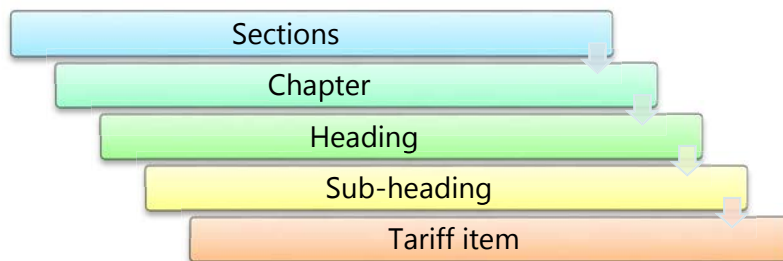 Sections
Chapter
Heading
Sub-heading
Tariff item